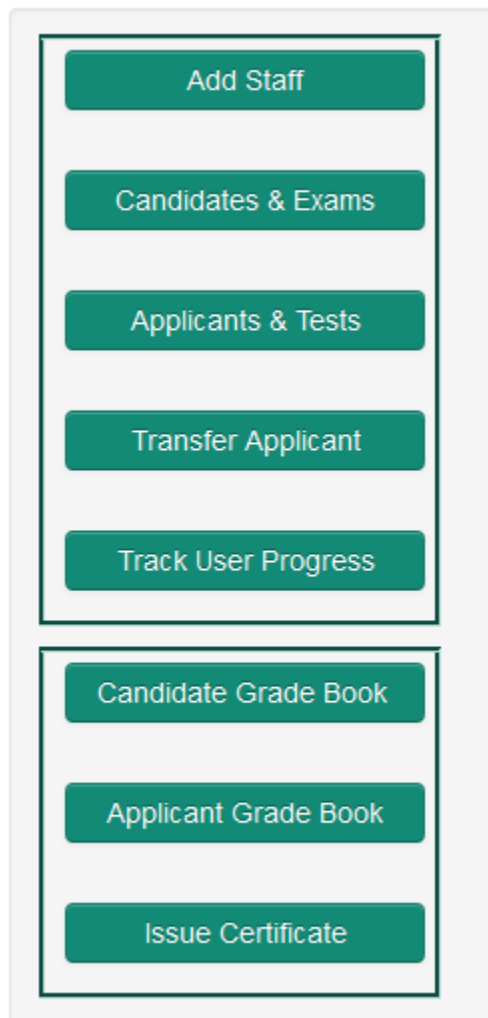 Add Staff
Candidates & Exams
Applicants & Tests
Transfer Applicant
Track User Progress
Candidate Grade Book
Applicant Grade Book
Issue Certificate